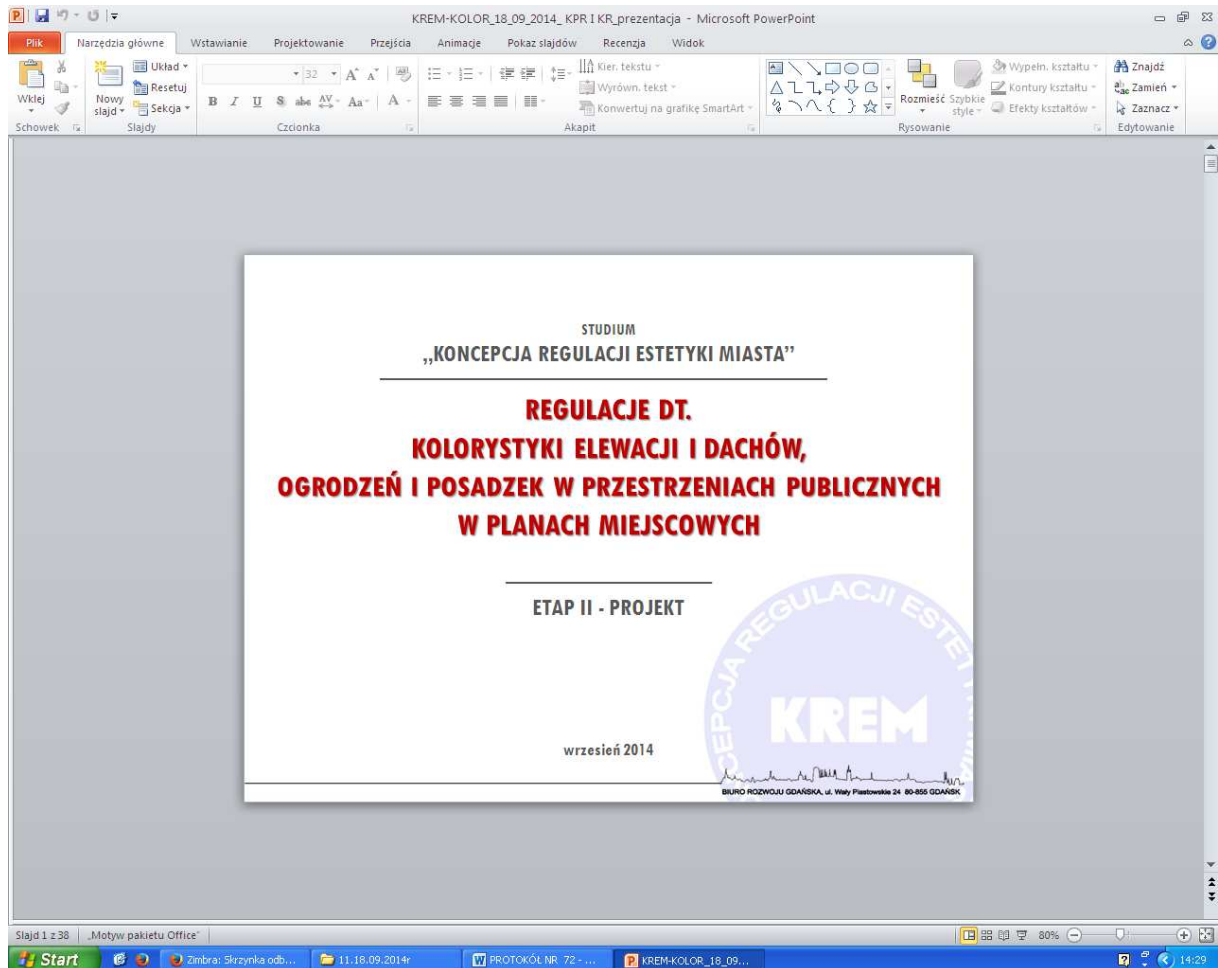 KREM-KOLOR_18_09_2014_ KPR I KR_prezentacja - Microsoft PowerPoint
Plik Narzędzia główne Wstawianie Projektowanie Przejścia Animacje Pokaz slajdów Recenzja Widok
Wklej
Schowek
Nowy slajd
Układ
Resetuj
Sekcja
Slajdy
32
Czcionka
Kier. tekstu
Wyrówn. tekst
Konwertuj na grafikę SmartArt
Akapit
Rozmieść
Szybkie style
Wypełn. kształtu
Kontury kształtu
Efekty kształtów
Rysowanie
Znajdź
Zamień
Zaznacz
Edytowanie
STUDIUM
„KONCEPCJA REGULACJI ESTETYKI MIASTA”
REGULACJE DT.
KOLORYSTYKI ELEWACJI I DACHÓW,
OGRODZEŃ I POSADZEK W PRZESTRZENIACH PUBLICZNYCH
W PLANACH MIEJSCOWYCH
ETAP II - PROJEKT
KREM
wrzesień 2014
BIURO ROZWOJU GDAŃSKA, ul. Wały Piastowskie 24 80-855 GDAŃSK
Slajd 1 z 38 „Motyw pakietu Office” 80%
Start Zimbra: Skrzynka odb... 11.18.09.2014r PROTOKÓŁ NR 72 - ... KREM-KOLOR_18_09... 14:29